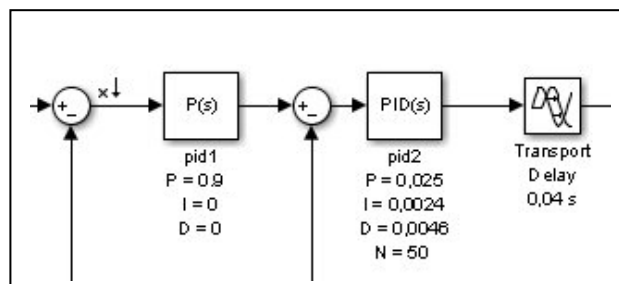 +
−
×↓
P(s)
pid1
P = 0.9
I = 0
D = 0
+
−
PID(s)
pid2
P = 0,025
I = 0,0024
D = 0,0046
N = 50
Transport
Delay
0,04 s